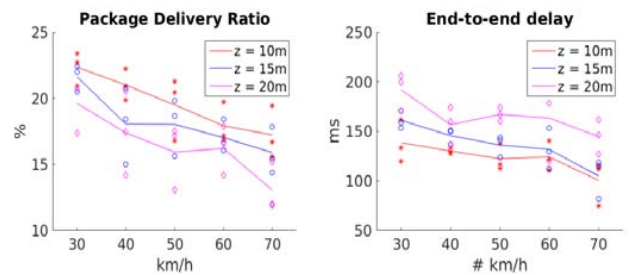 Package Delivery Ratio
25
20
15
10
%
30 40 50 60 70
km/h
z = 10m
z = 15m
z = 20m
End-to-end delay
250
200
150
100
50
ms
30 40 50 60 70
# km/h
z = 10m
z = 15m
z = 20m